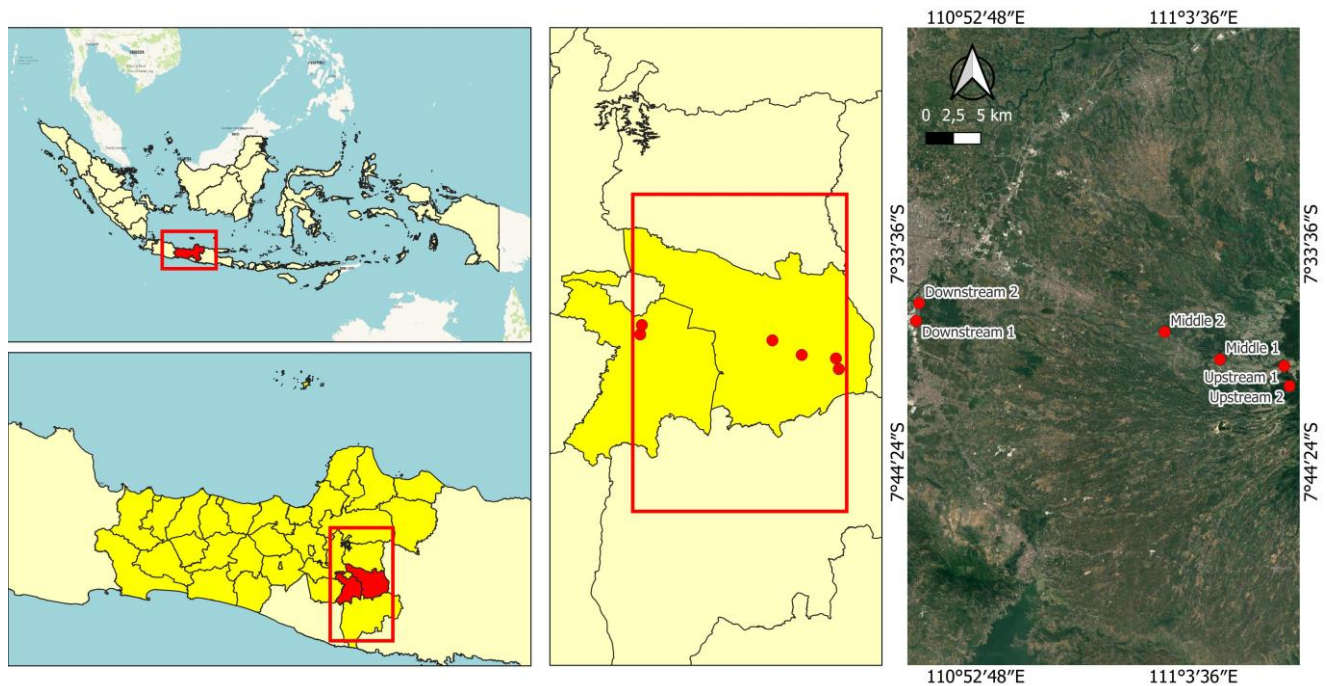 110°52′48″E 111°3′36″E
0 2,5 5 km
7°33′36″S 7°33′36″S
Downstream 2
Downstream 1
Middle 2
Middle 1
Upstream 1
Upstream 2
7°44′24″S 7°44′24″S
110°52′48″E 111°3′36″E